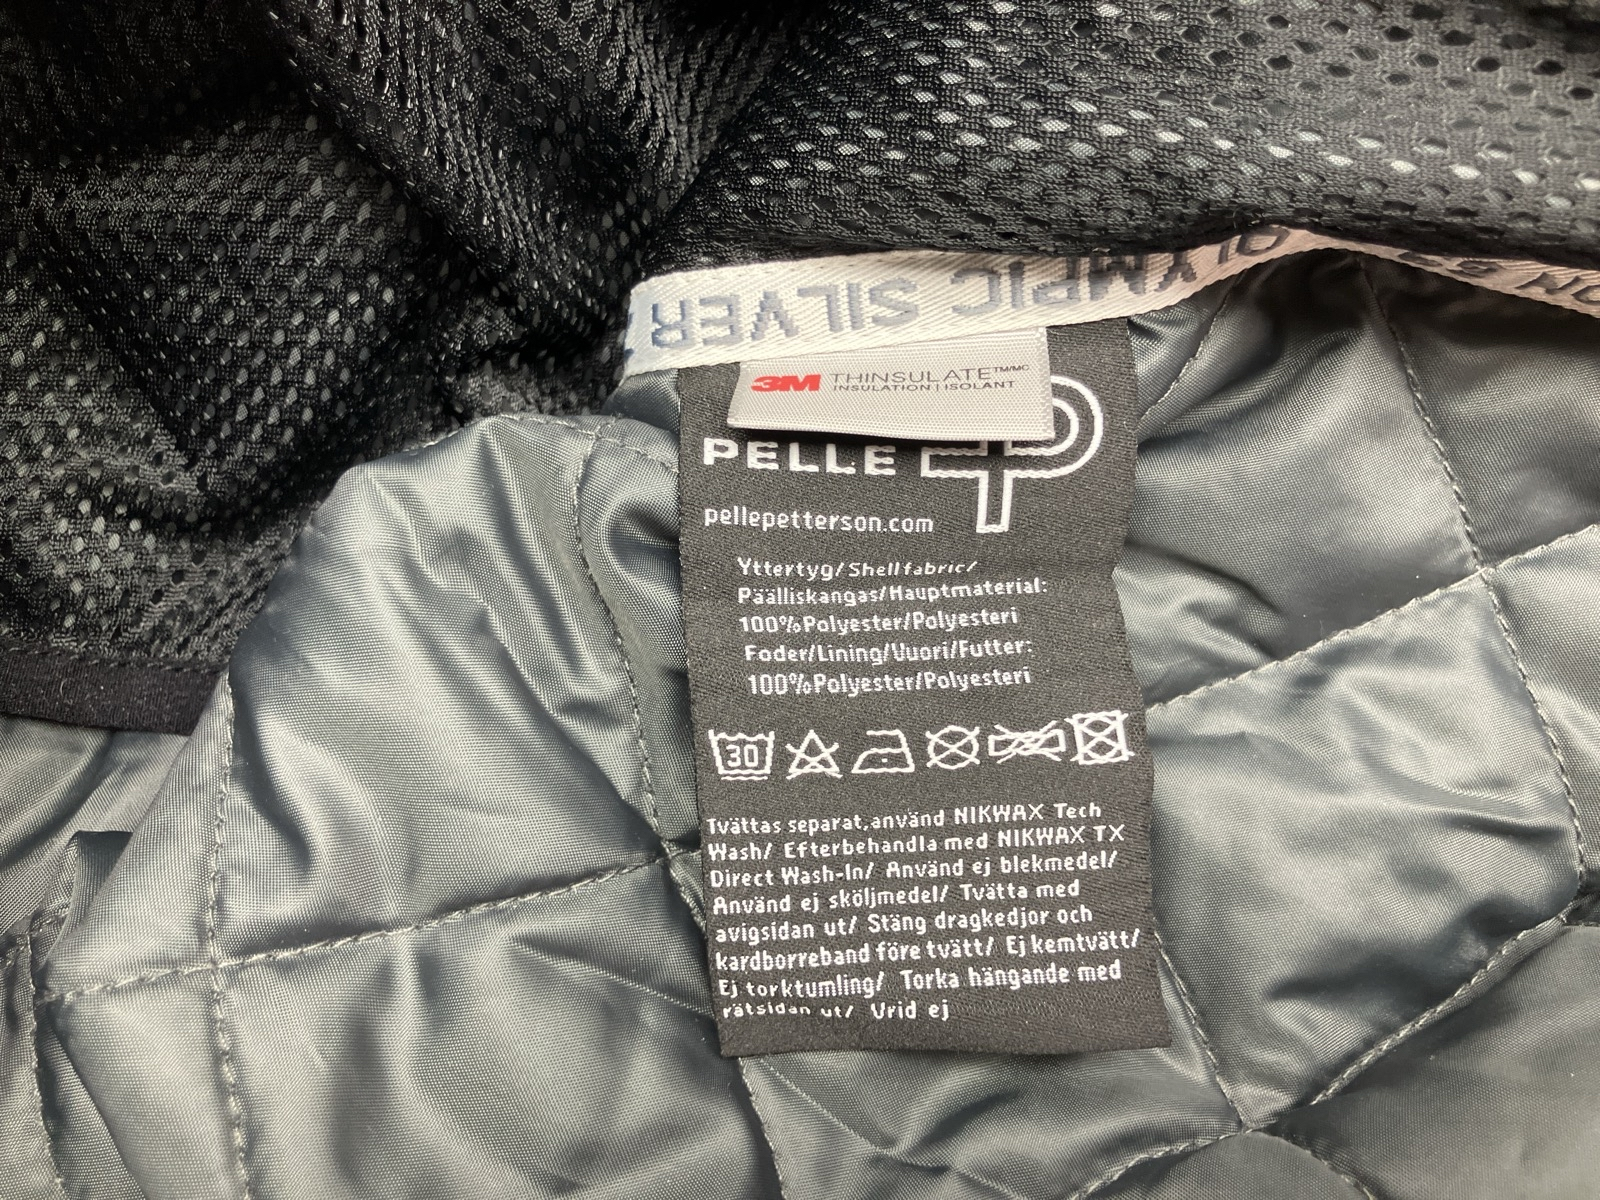 OLYMPIC SILVER
3M THINSULATE™/MC
INSULATION | ISOLANT
PELLE P
pellepetterson.com
Yttertyg/Shellfabric/
Päälliskangas/Hauptmaterial:
100%Polyester/Polyesteri
Foder/Lining/Vuori/Futter:
100%Polyester/Polyesteri
30
Tvättas separat,använd NIKWAX Tech
Wash/ Efterbehandla med NIKWAX TX
Direct Wash-In/ Använd ej blekmedel/
Använd ej sköljmedel/ Tvätta med
avigsidan ut/ Stäng dragkedjor och
kardborreband före tvätt/ Ej kemtvätt/
Ej torktumling/ Torka hängande med
rätsidan ut/ Vrid ej